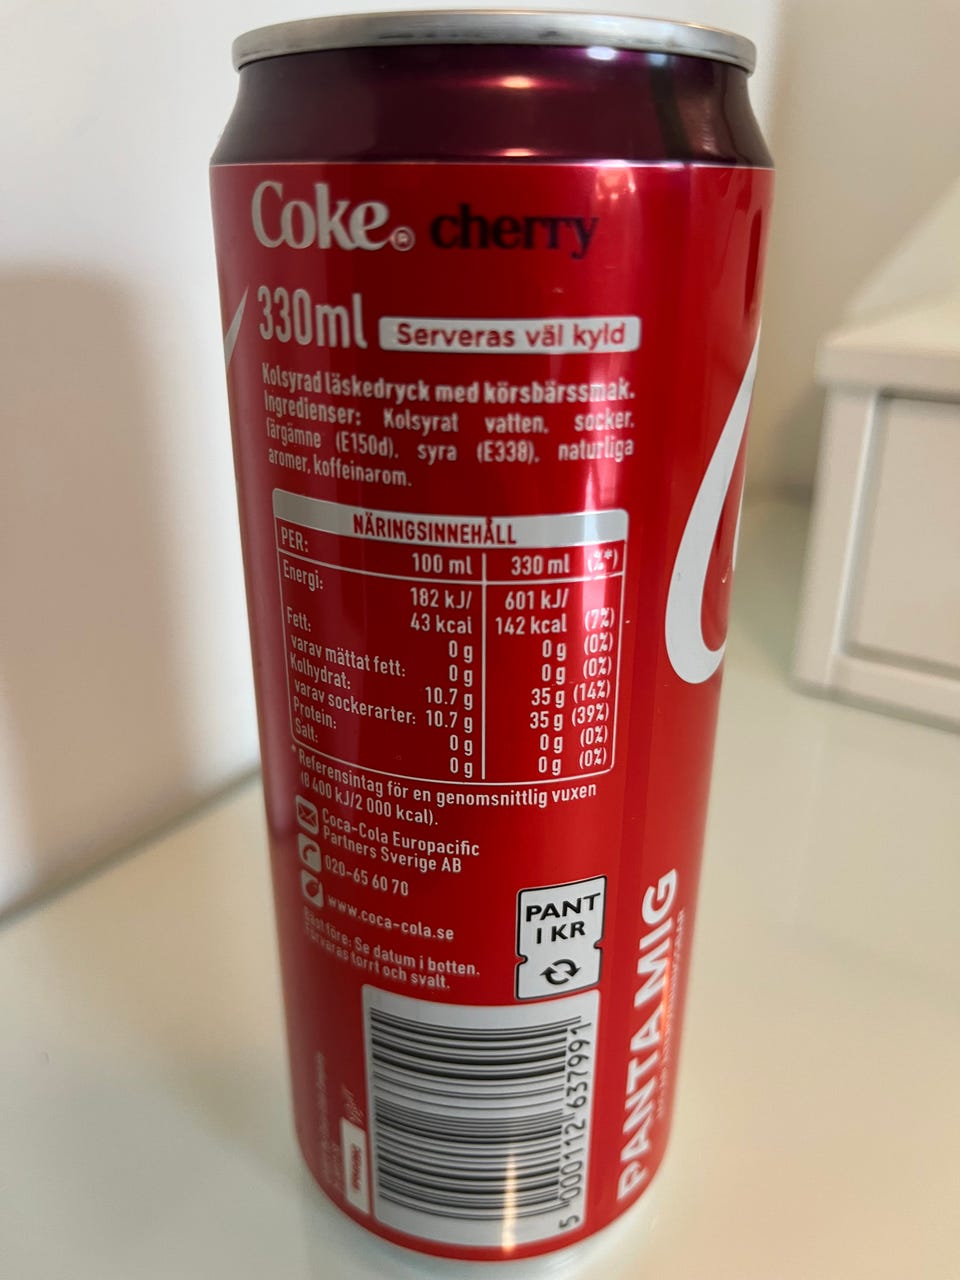 Coke® cherry
330ml Serveras väl kyld
Kolsyrad läskedryck med körsbärssmak.
Ingredienser: Kolsyrat vatten, socker,
färgämne (E150d), syra (E338), naturliga
aromer, koffeinarom.
NÄRINGSINNEHÅLL
PER: 100 ml 330 ml (%*)
Energi: 182 kJ/ 601 kJ/
43 kcal 142 kcal (7%)
Fett: 0 g 0 g (0%)
varav mättat fett: 0 g 0 g (0%)
Kolhydrat: 10.7 g 35 g (14%)
varav sockerarter: 10.7 g 35 g (39%)
Protein: 0 g 0 g (0%)
Salt: 0 g 0 g (0%)
* Referensintag för en genomsnittlig vuxen
(8 400 kJ/2 000 kcal).
Coca-Cola Europacific
Partners Sverige AB
020-65 60 70
www.coca-cola.se
Bäst före: Se datum i botten.
Förvaras torrt och svalt.
PANT
1 KR
PANTA MIG
5 000112 637991